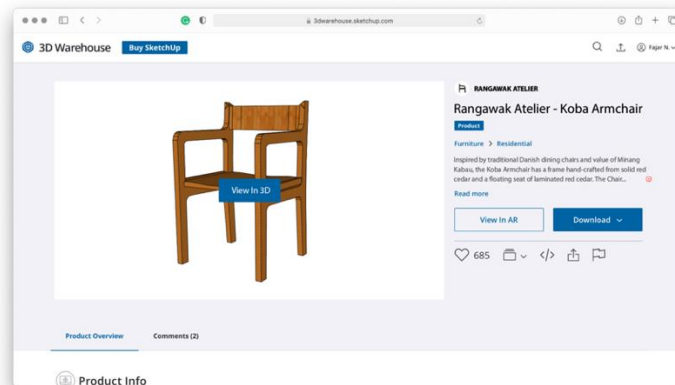 3dwarehouse.sketchup.com
3D Warehouse
Buy SketchUp
Fajar N.
RANGAWAK ATELIER
Rangawak Atelier - Koba Armchair
Product
Furniture > Residential
Inspired by traditional Danish dining chairs and value of Minang
Kabau, the Koba Armchair has a frame hand-crafted from solid red
cedar and a floating seat of laminated red cedar. The Chair...
Read more
View In 3D
View In AR
Download
685
Product Overview
Comments (2)
Product Info